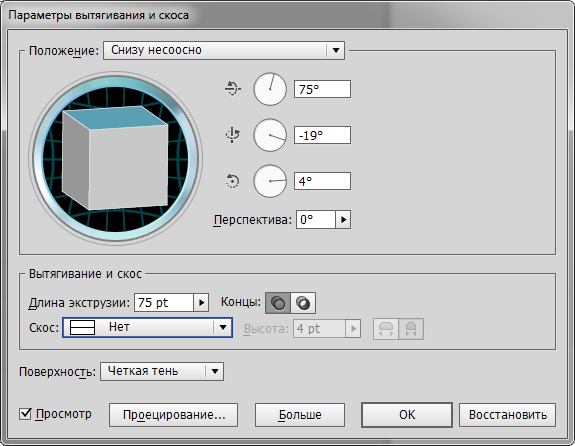 Параметры вытягивания и скоса
Положение: Снизу несоосно
75°
-19°
4°
Перспектива: 0°
Вытягивание и скос
Длина экструзии: 75 pt Концы:
Скос: Нет Высота: 4 pt
Поверхность: Четкая тень
Просмотр Проецирование... Больше OK Восстановить